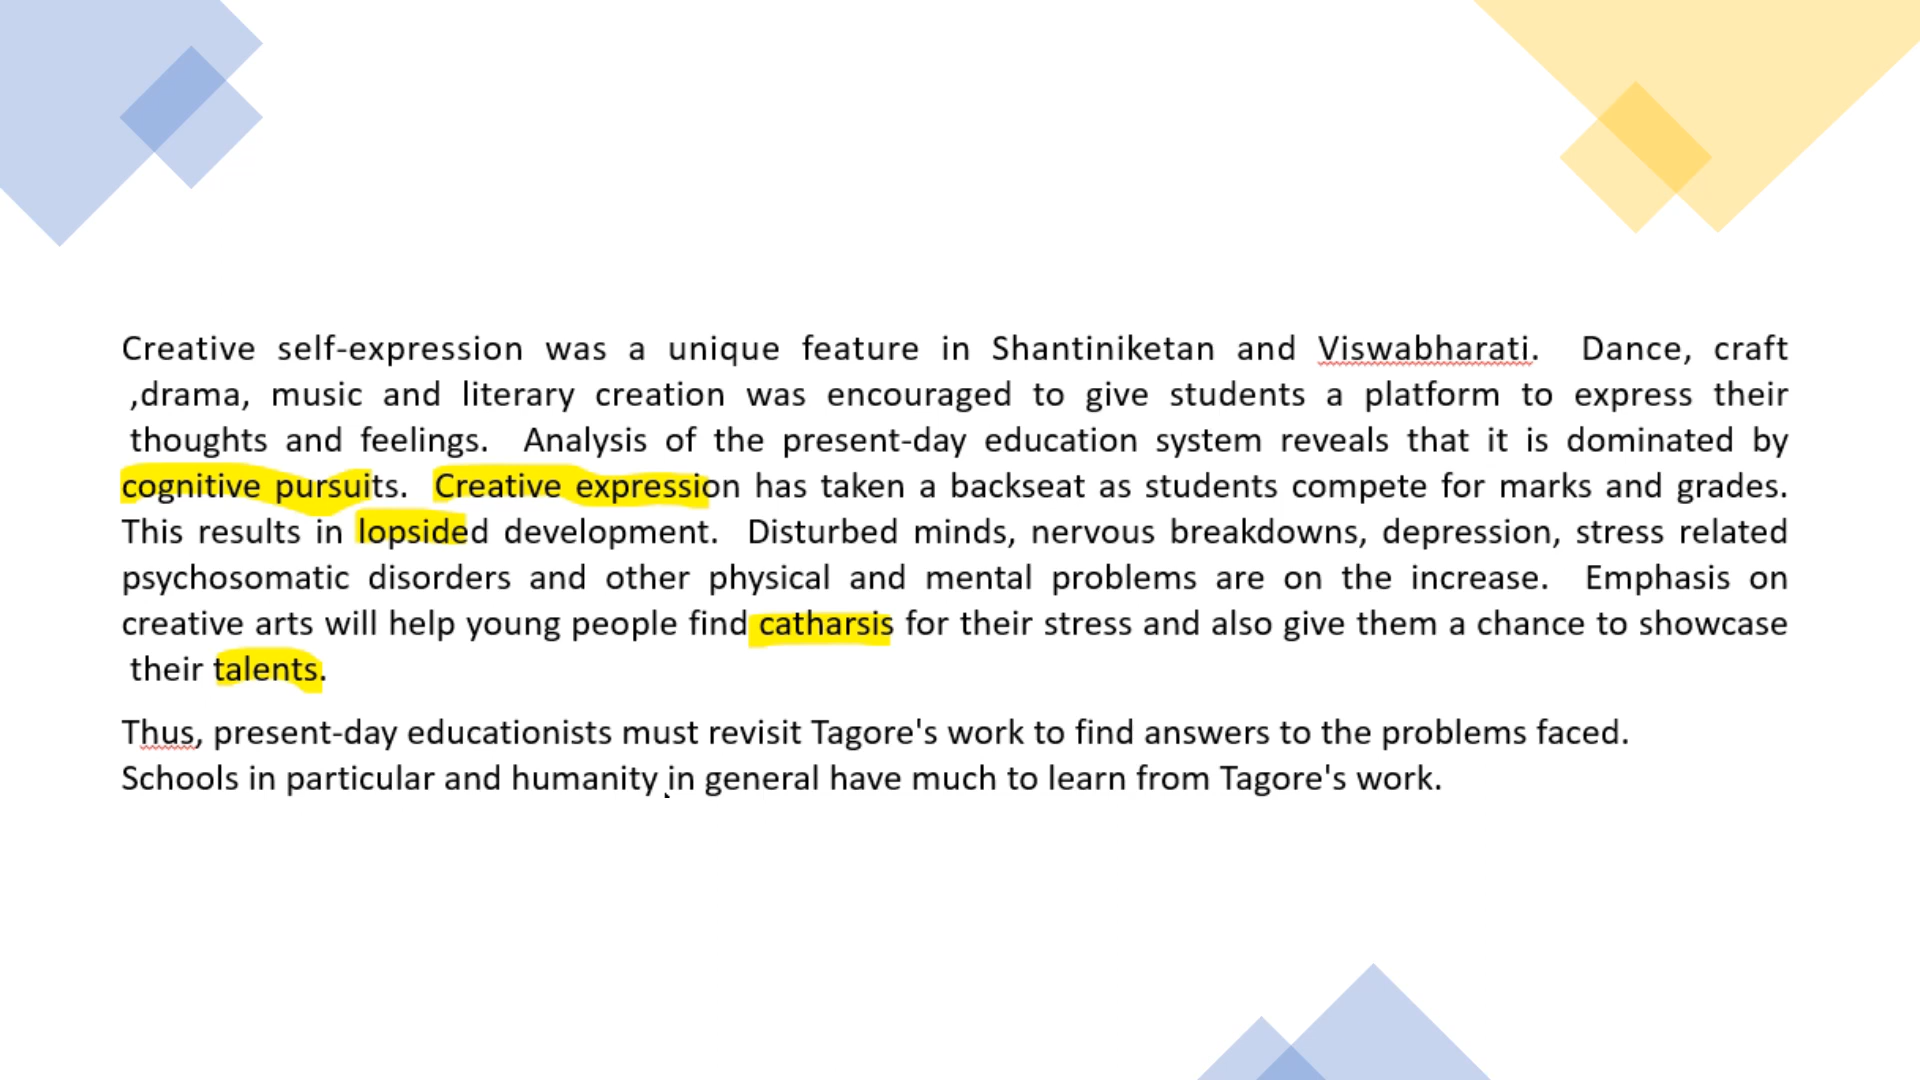 Creative self-expression was a unique feature in Shantiniketan and Viswabharati. Dance, craft
,drama, music and literary creation was encouraged to give students a platform to express their
thoughts and feelings. Analysis of the present-day education system reveals that it is dominated by
cognitive pursuits. Creative expression has taken a backseat as students compete for marks and grades.
This results in lopsided development. Disturbed minds, nervous breakdowns, depression, stress related
psychosomatic disorders and other physical and mental problems are on the increase. Emphasis on
creative arts will help young people find catharsis for their stress and also give them a chance to showcase
their talents.
Thus, present-day educationists must revisit Tagore's work to find answers to the problems faced.
Schools in particular and humanity in general have much to learn from Tagore's work.